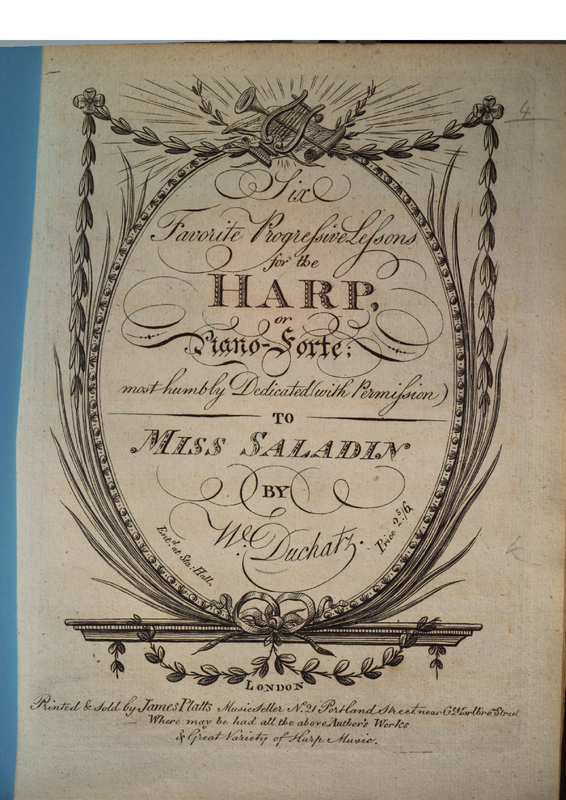 4
Six
Favorite Progreſsive Leſsons
for the
HARP,
or
Piano-Forte;
most humbly Dedicated (with Permiſsion)
TO
MISS SALADIN
BY
W. Duchatz.
Ent.d at Sta: Hall.
Price 2s/6.
LONDON
Printed & Sold by James Platts Music Seller No. 21 Portland Street near Gt. Marlbro Street
Where may be had all the above Author's Works
& Great Variety of Harp Music.